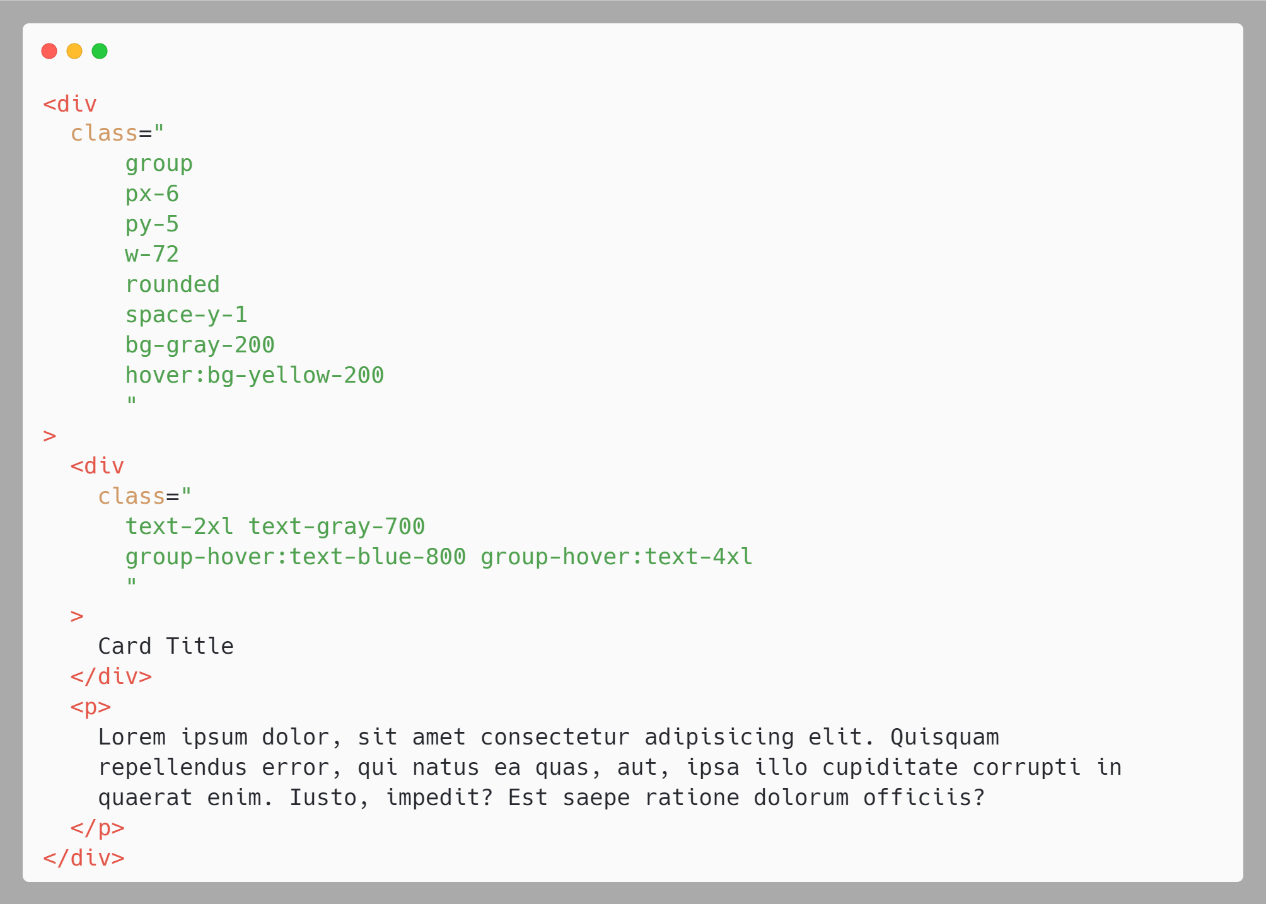 <div
  class="
      group
      px-6
      py-5
      w-72
      rounded
      space-y-1
      bg-gray-200
      hover:bg-yellow-200
      "
>
  <div
    class="
      text-2xl text-gray-700
      group-hover:text-blue-800 group-hover:text-4xl
      "
  >
    Card Title
  </div>
  <p>
    Lorem ipsum dolor, sit amet consectetur adipisicing elit. Quisquam
    repellendus error, qui natus ea quas, aut, ipsa illo cupiditate corrupti in
    quaerat enim. Iusto, impedit? Est saepe ratione dolorum officiis?
  </p>
</div>